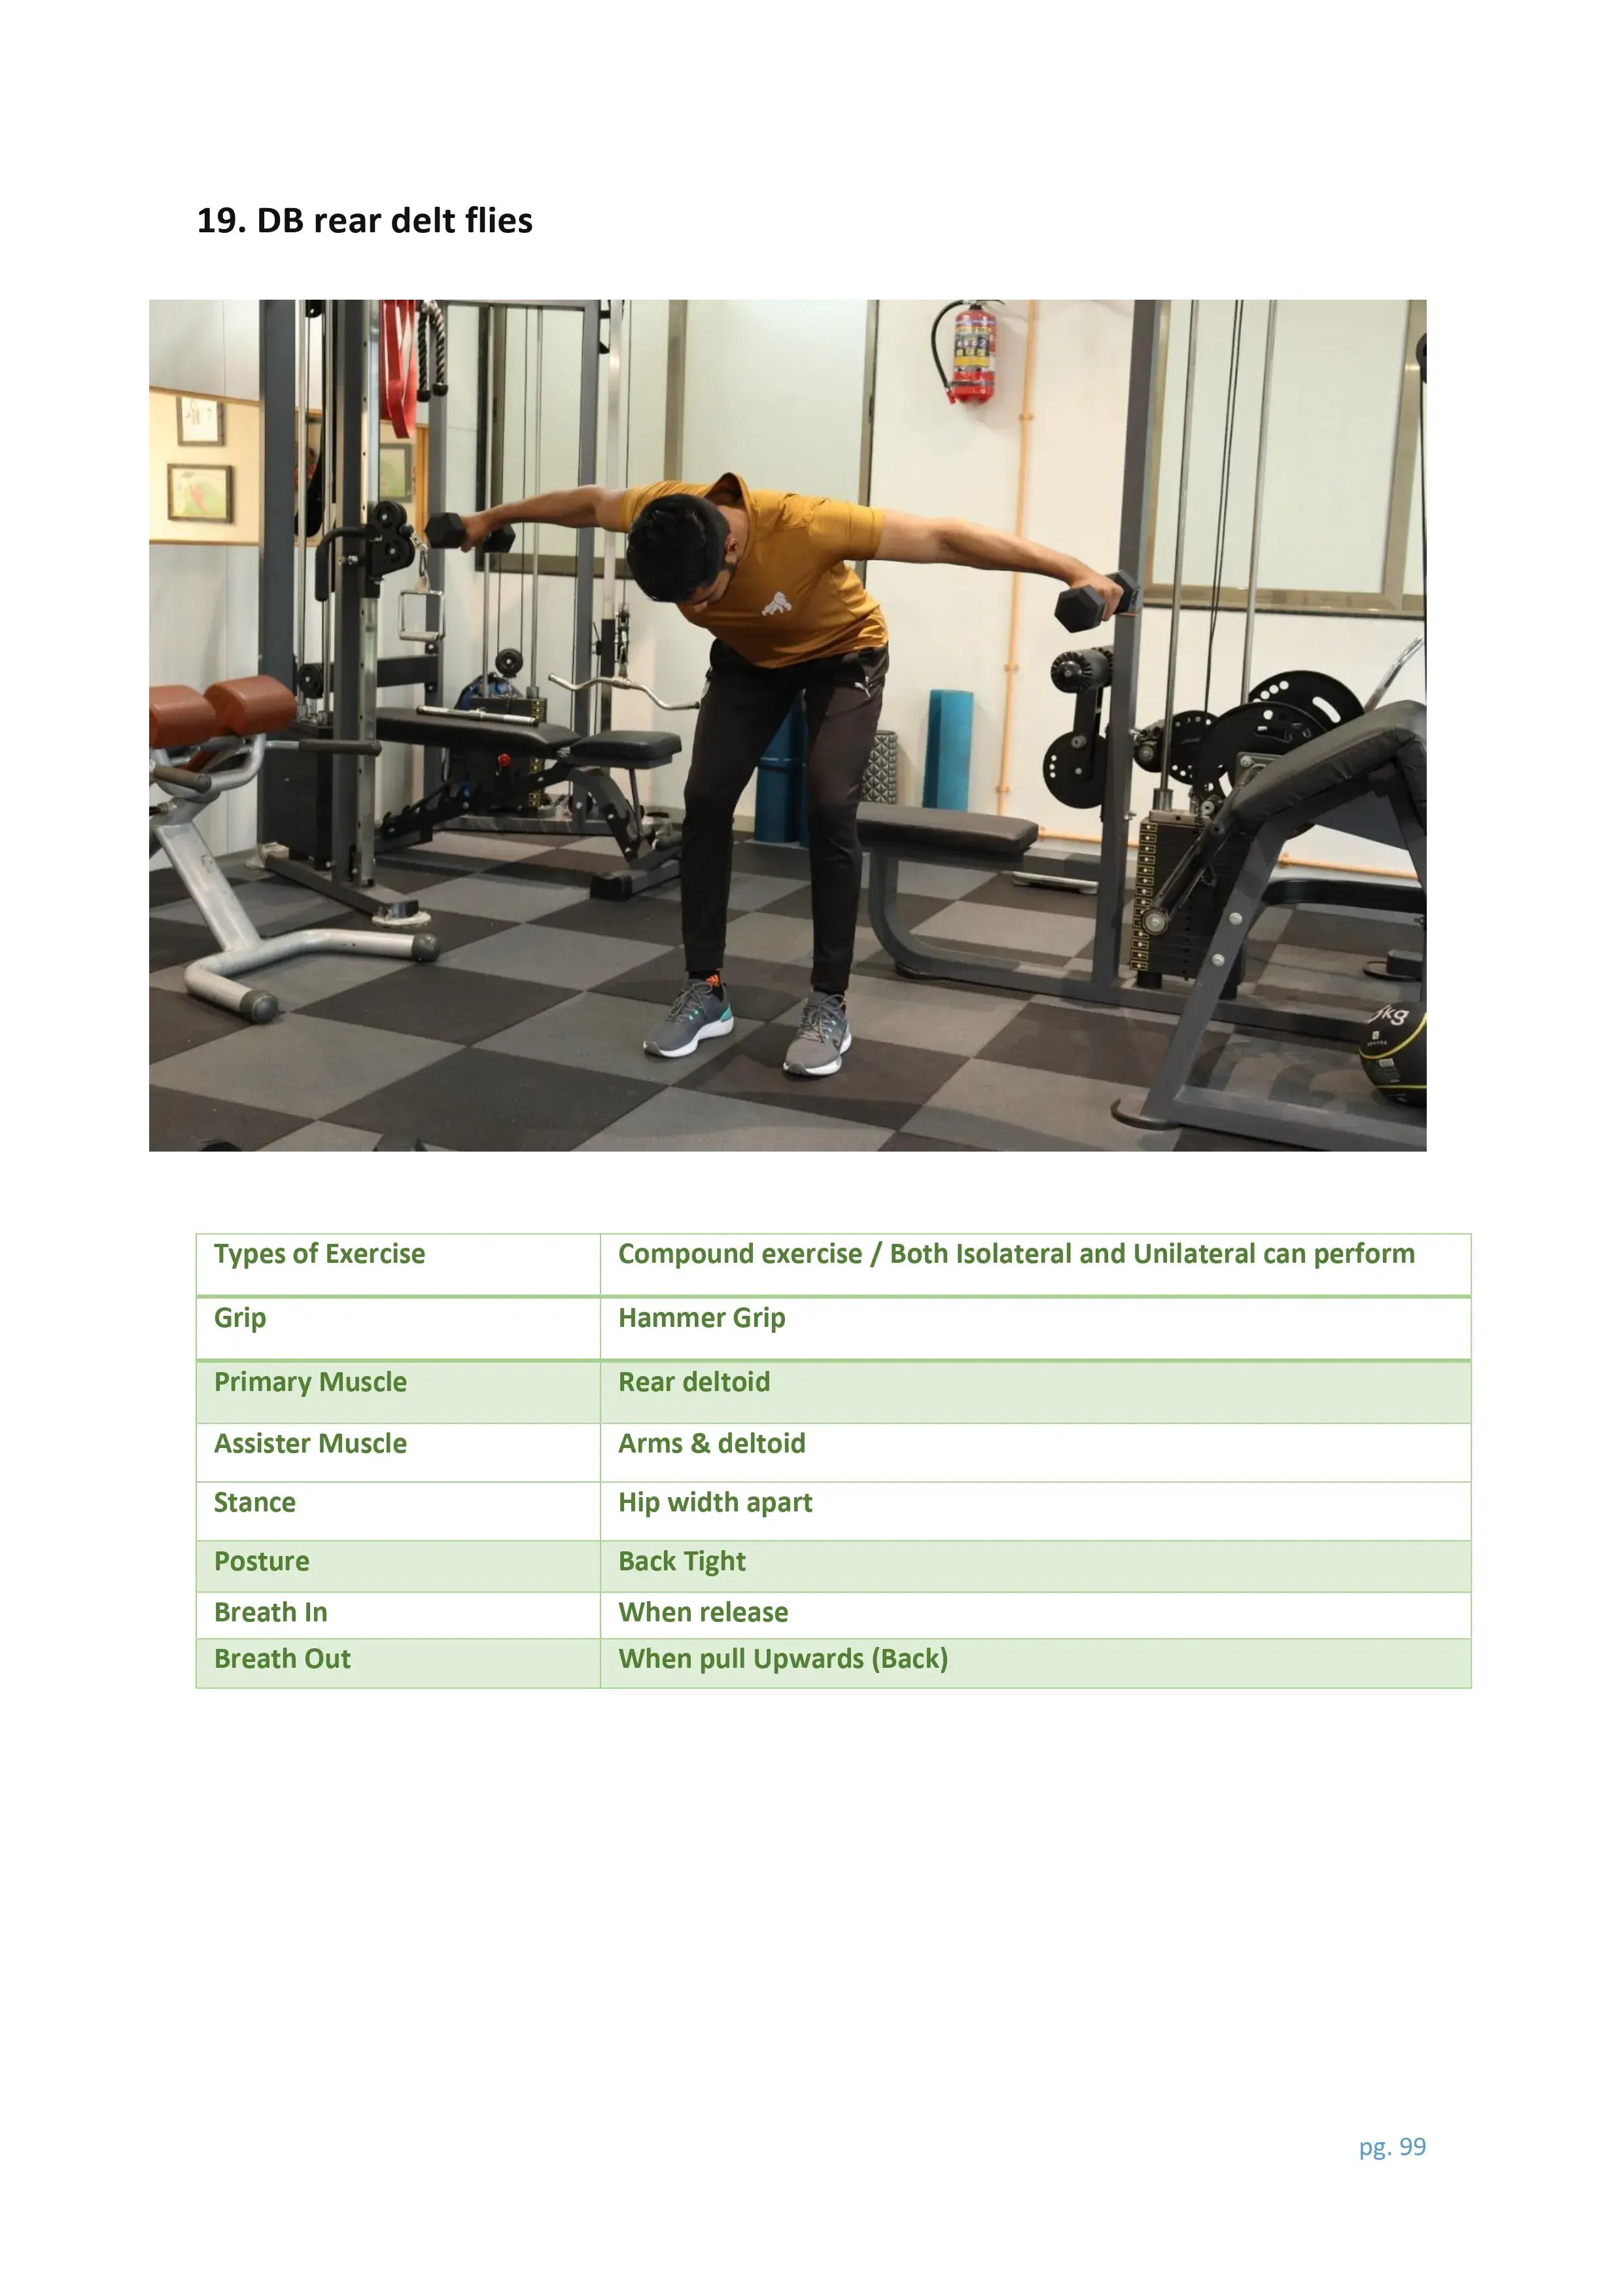 19. DB rear delt flies
kg
Types of Exercise
Compound exercise / Both Isolateral and Unilateral can perform
Grip
Hammer Grip
Primary Muscle
Rear deltoid
Assister Muscle
Arms & deltoid
Stance
Hip width apart
Posture
Back Tight
Breath In
When release
Breath Out
When pull Upwards (Back)
pg. 99